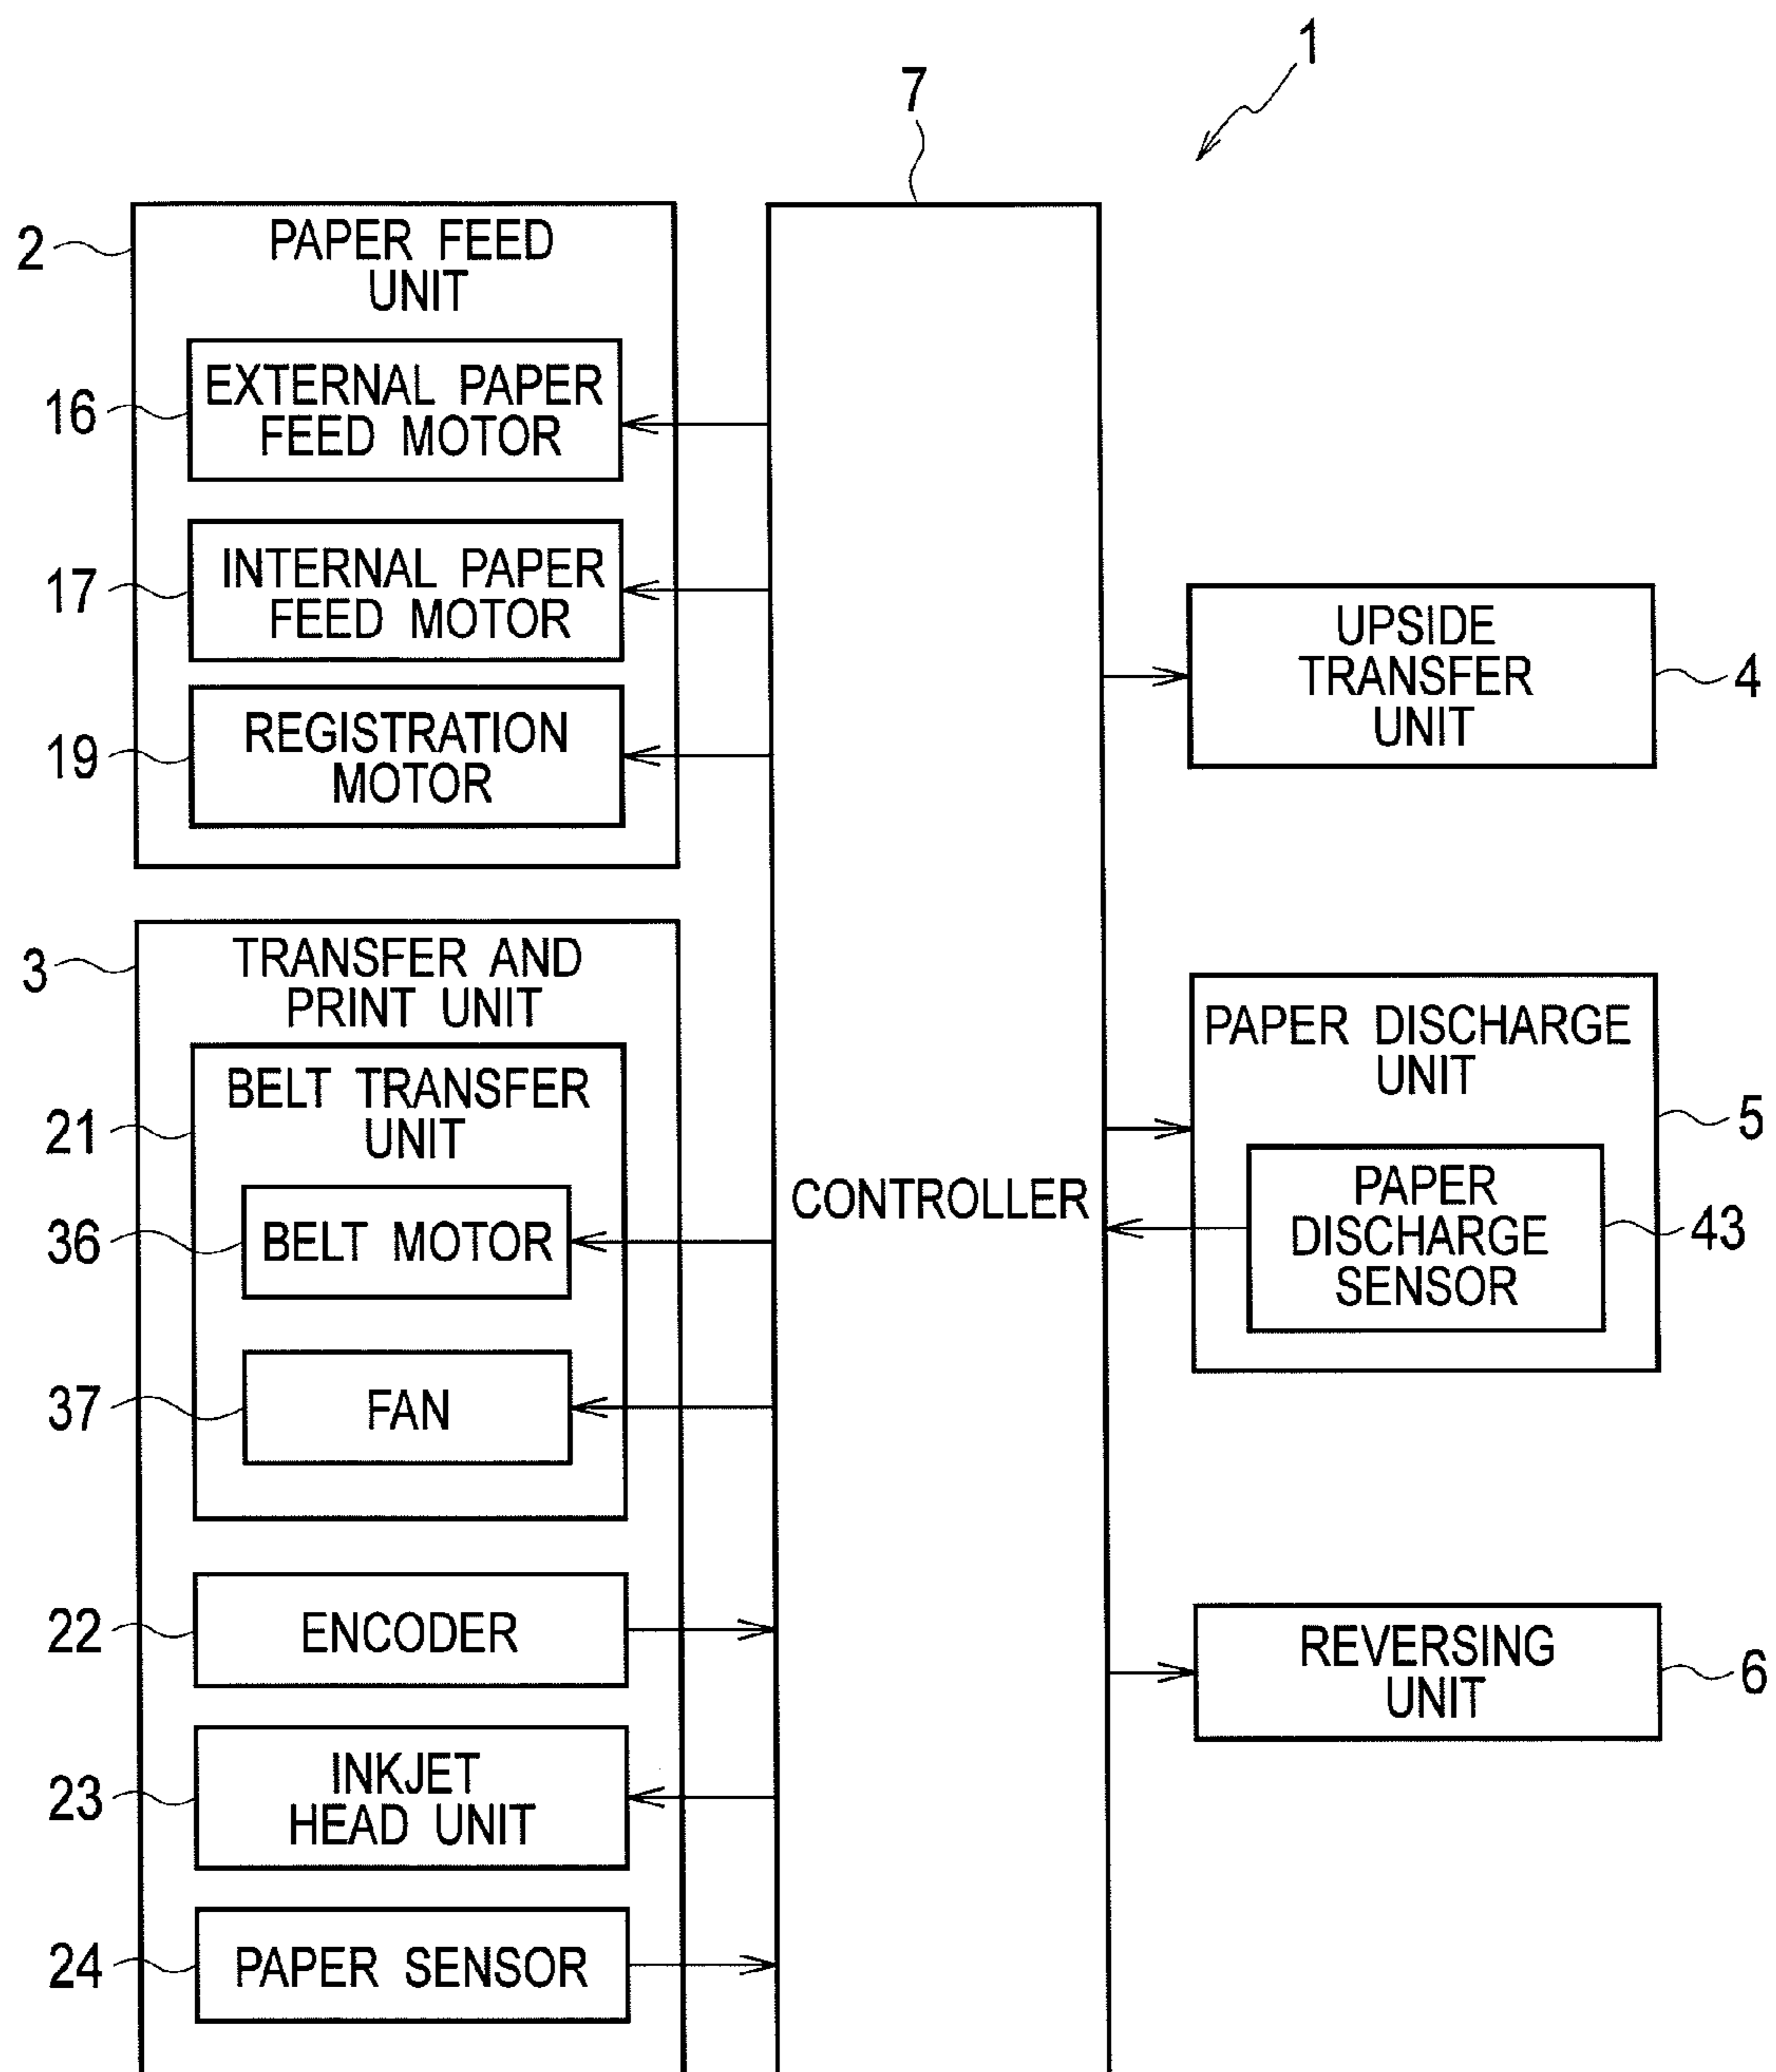 1
7
2
PAPER FEED
UNIT
16
EXTERNAL PAPER
FEED MOTOR
17
INTERNAL PAPER
FEED MOTOR
19
REGISTRATION
MOTOR
3
TRANSFER AND
PRINT UNIT
21
BELT TRANSFER
UNIT
36
BELT MOTOR
37
FAN
22
ENCODER
23
INKJET
HEAD UNIT
24
PAPER SENSOR
CONTROLLER
UPSIDE
TRANSFER
UNIT
4
PAPER DISCHARGE
UNIT
5
PAPER
DISCHARGE
SENSOR
43
REVERSING
UNIT
6